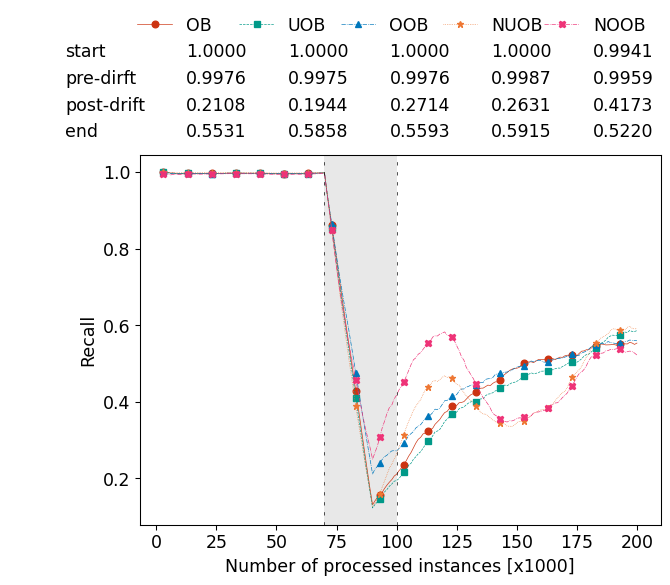 OB UOB OOB NUOB NOOB
start 1.0000 1.0000 1.0000 1.0000 0.9941
pre-dirft 0.9976 0.9975 0.9976 0.9987 0.9959
post-drift 0.2108 0.1944 0.2714 0.2631 0.4173
end 0.5531 0.5858 0.5593 0.5915 0.5220
1.0
0.8
0.6
0.4
0.2
Recall
0 25 50 75 100 125 150 175 200
Number of processed instances [x1000]